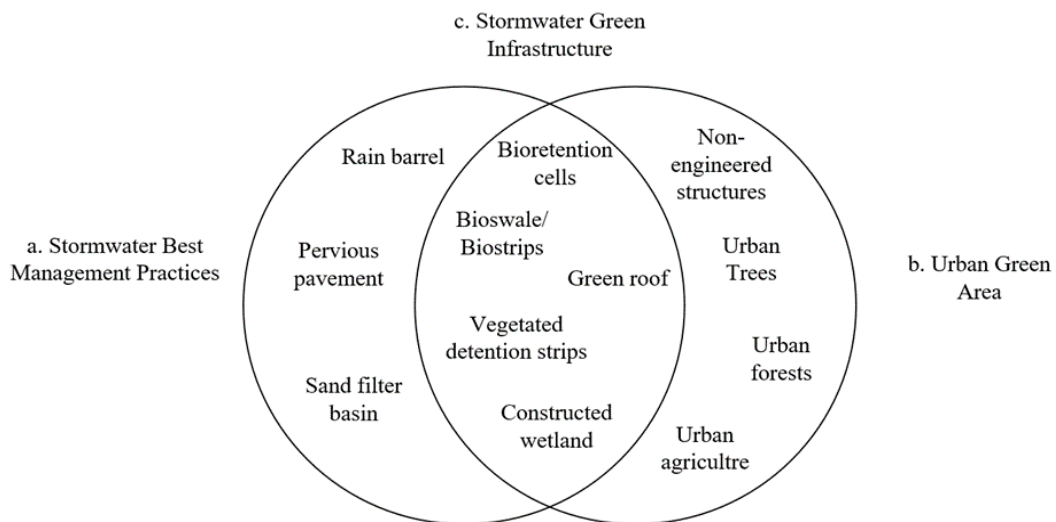 c. Stormwater Green
Infrastructure
Rain barrel
Bioretention
cells
Non-
engineered
structures
a. Stormwater Best
Management Practices
Pervious
pavement
Bioswale/
Biostrips
Green roof
Urban
Trees
b. Urban Green
Area
Vegetated
detention strips
Urban
forests
Sand filter
basin
Constructed
wetland
Urban
agricultre